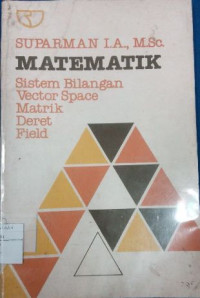 SUPARMAN I.A., M.Sc.
MATEMATIK
Sistem Bilangan
Vector Space
Matrik
Deret
Field